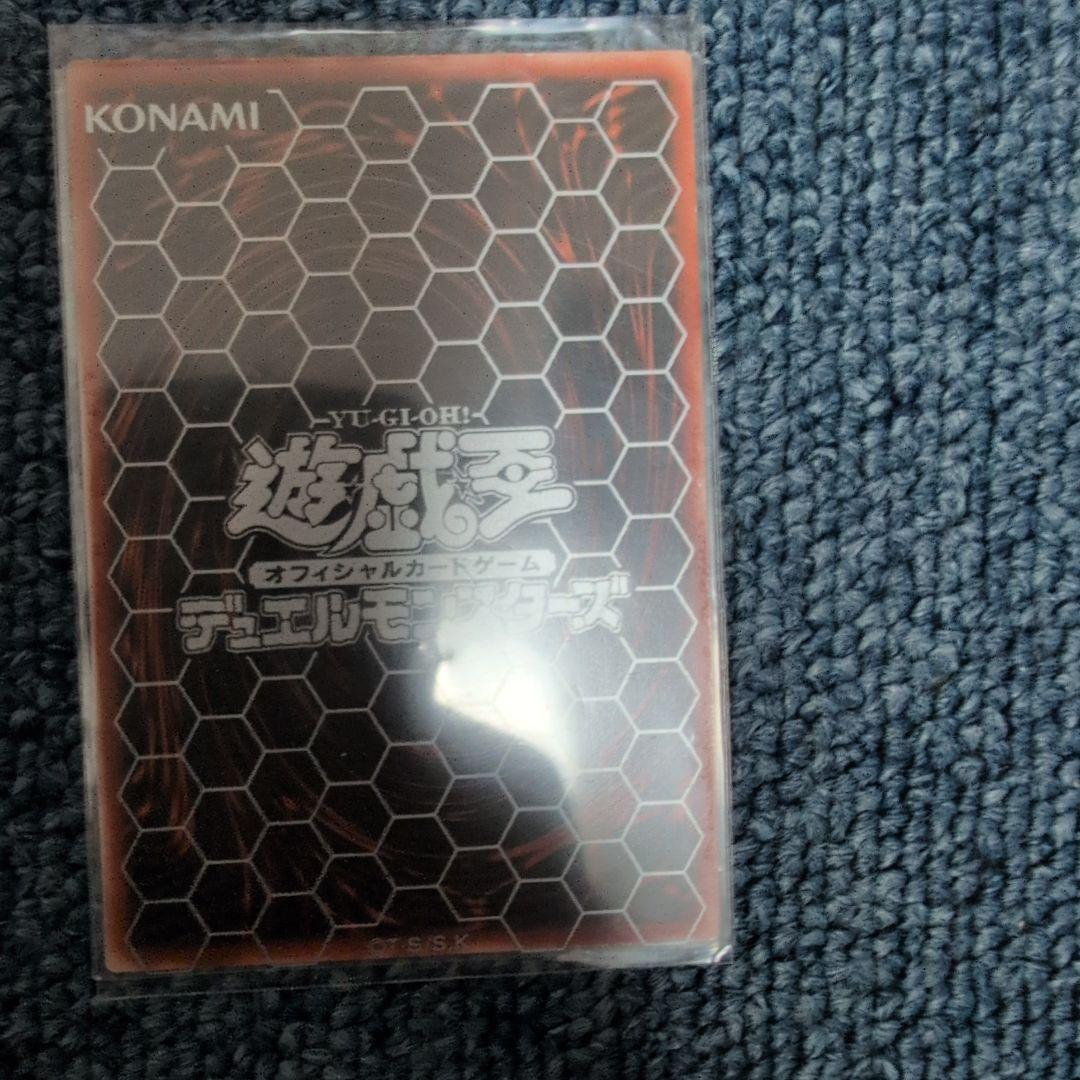 KONAMI
YU-GI-OH!
遊戯王
オフィシャルカードゲーム
デュエルモンスターズ
©T.S/S.K.